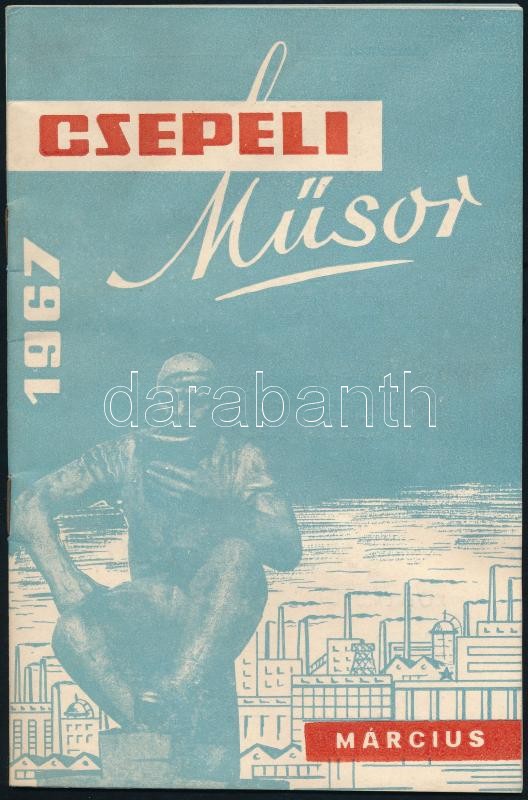 CSEPELI
Műsor
1967
darabanth
MÁRCIUS